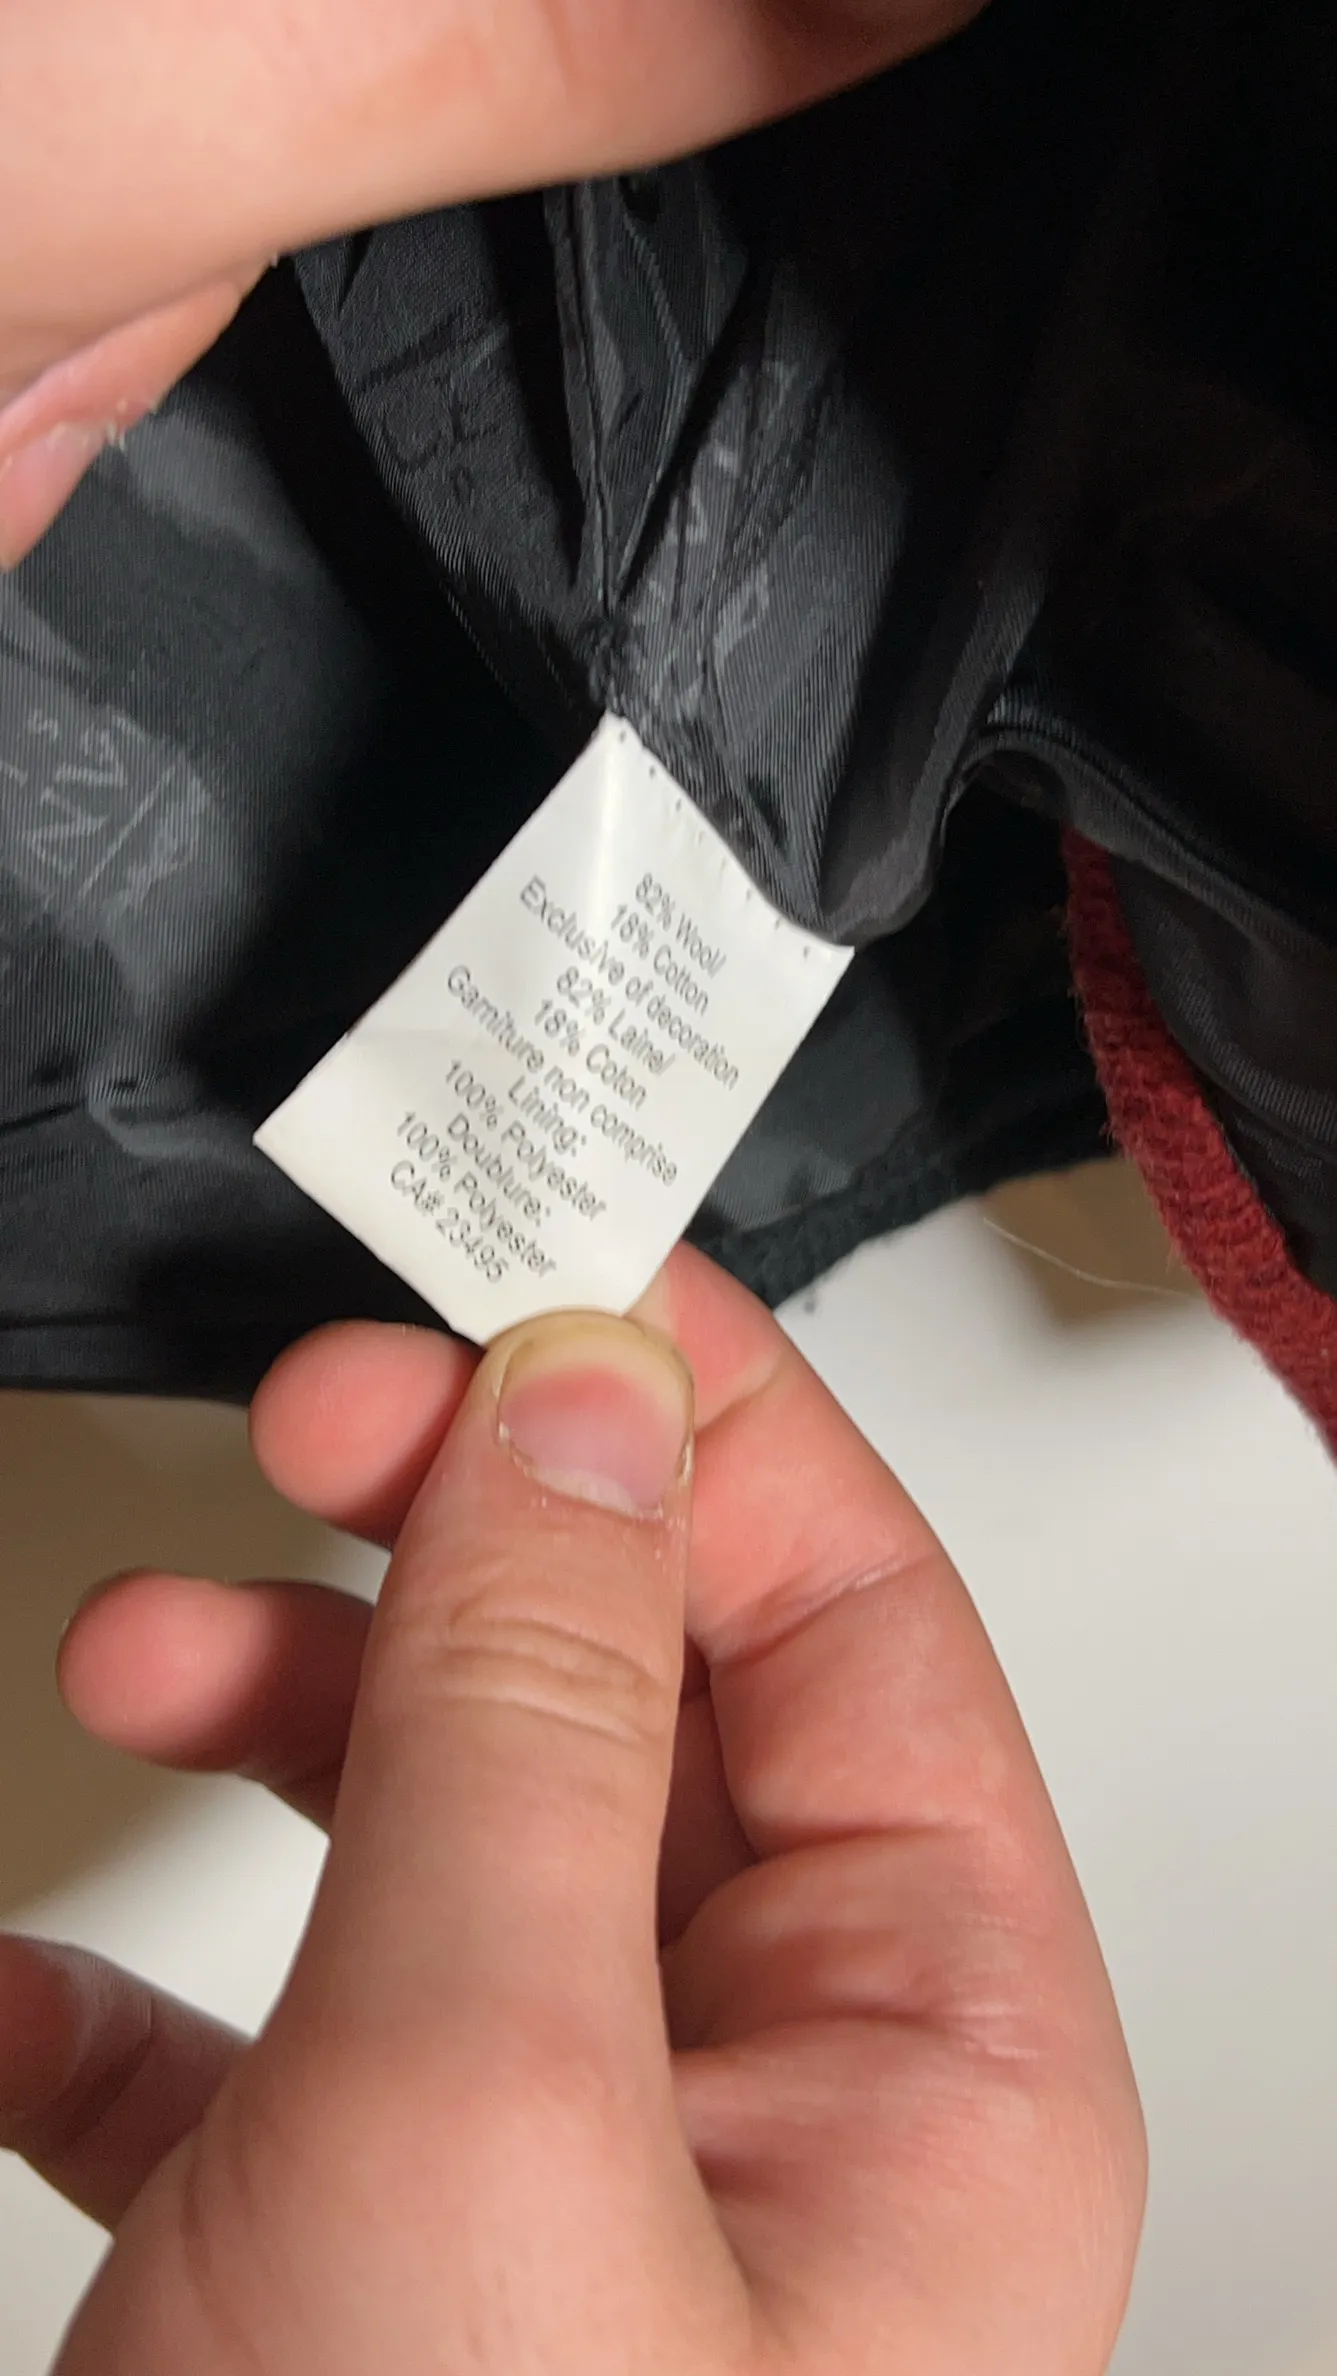 82% Wool/
18% Cotton
Exclusive of decoration
82% Laine/
18% Coton
Garniture non comprise
Lining:
100% Polyester
Doublure:
100% Polyester
CA# 23495